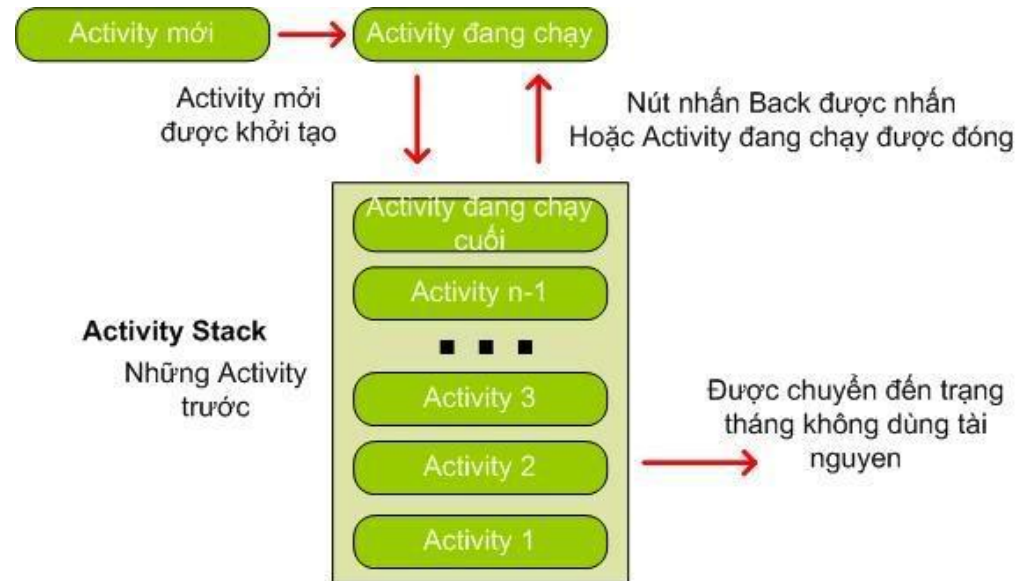 Activity mới
Activity đang chạy
Activity mởi
được khởi tạo
Nút nhấn Back được nhấn
Hoặc Activity đang chạy được đóng
Activity đang chạy
cuối
Activity n-1
Activity Stack
Những Activity
trước
Activity 3
Activity 2
Activity 1
Được chuyển đến trạng
tháng không dùng tài
nguyen